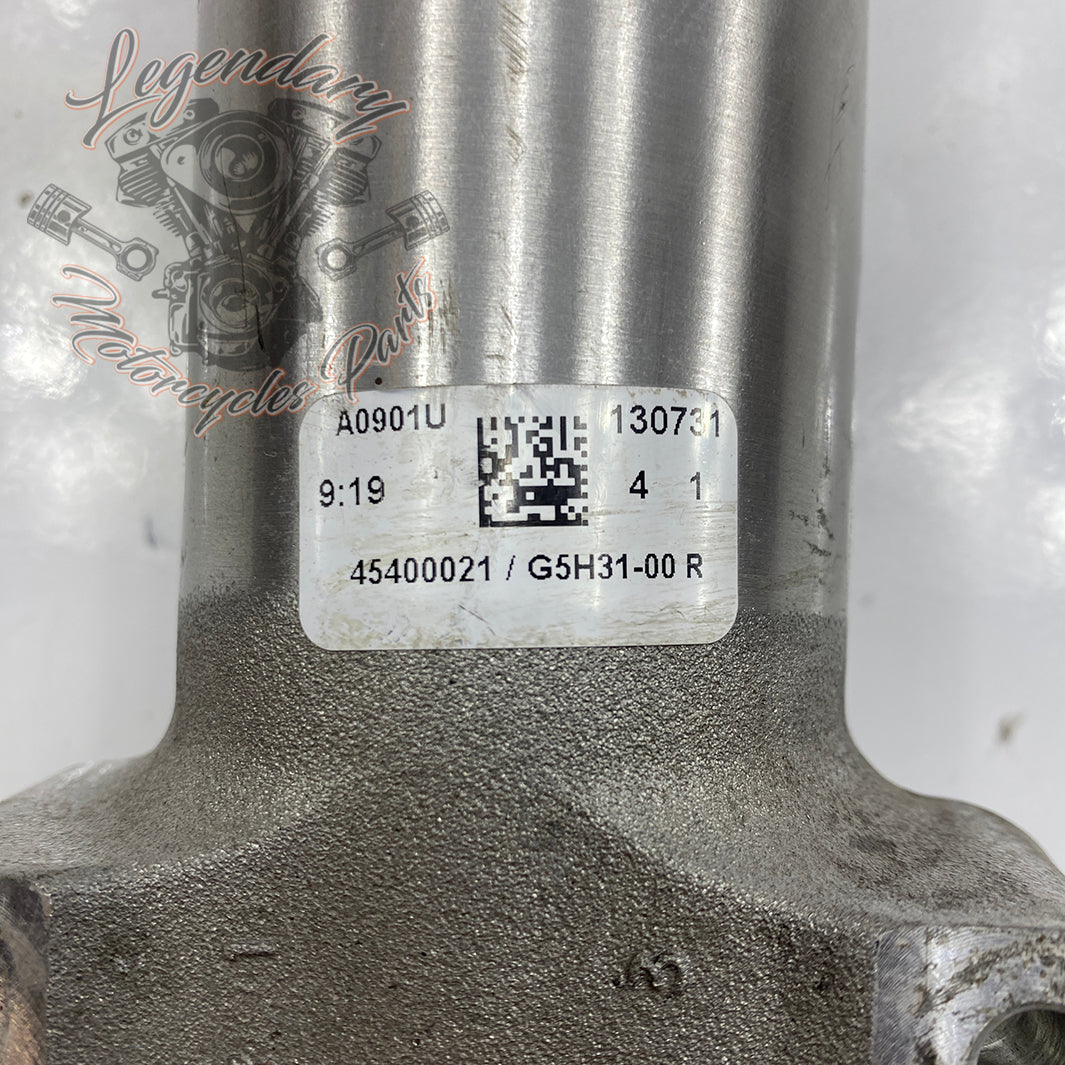 Legendary
Motorcycles Parts
A0901U 130731
9:19 4 1
45400021 / G5H31-00 R